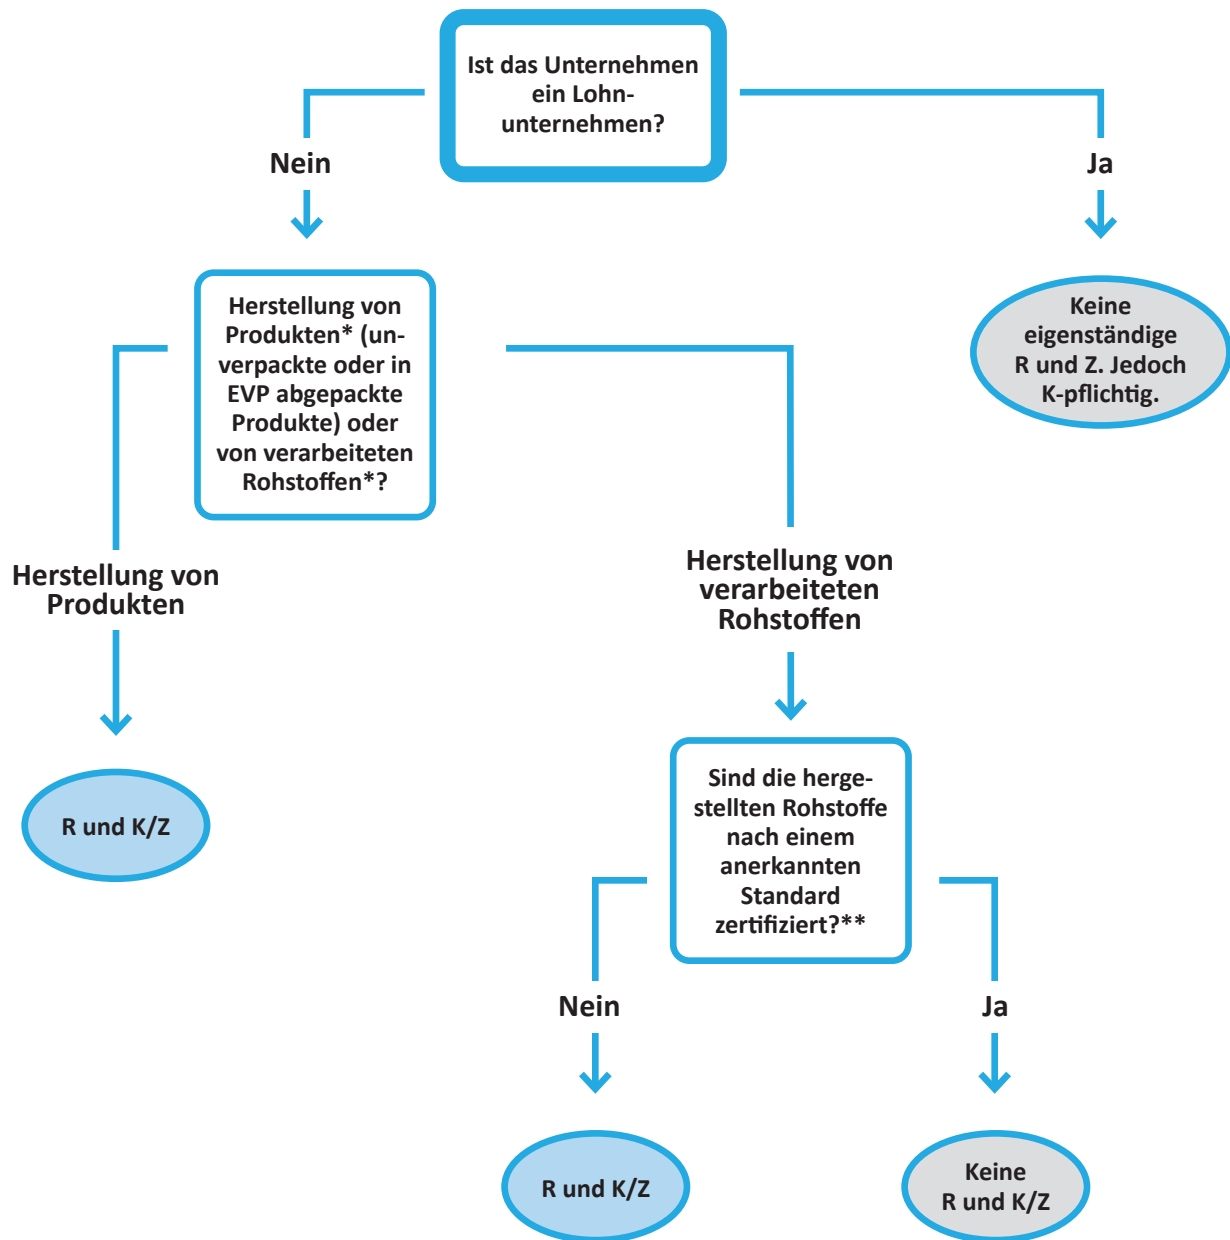 Ist das Unternehmen
ein Lohn-
unternehmen?
Nein
Ja
Herstellung von
Produkten* (un-
verpackte oder in
EVP abgepackte
Produkte) oder
von verarbeiteten
Rohstoffen*?
Keine
eigenständige
R und Z. Jedoch
K-pflichtig.
Herstellung von
Produkten
Herstellung von
verarbeiteten
Rohstoffen
R und K/Z
Sind die herge-
stellten Rohstoffe
nach einem
anerkannten
Standard
zertifiziert?**
Nein
Ja
R und K/Z
Keine
R und K/Z